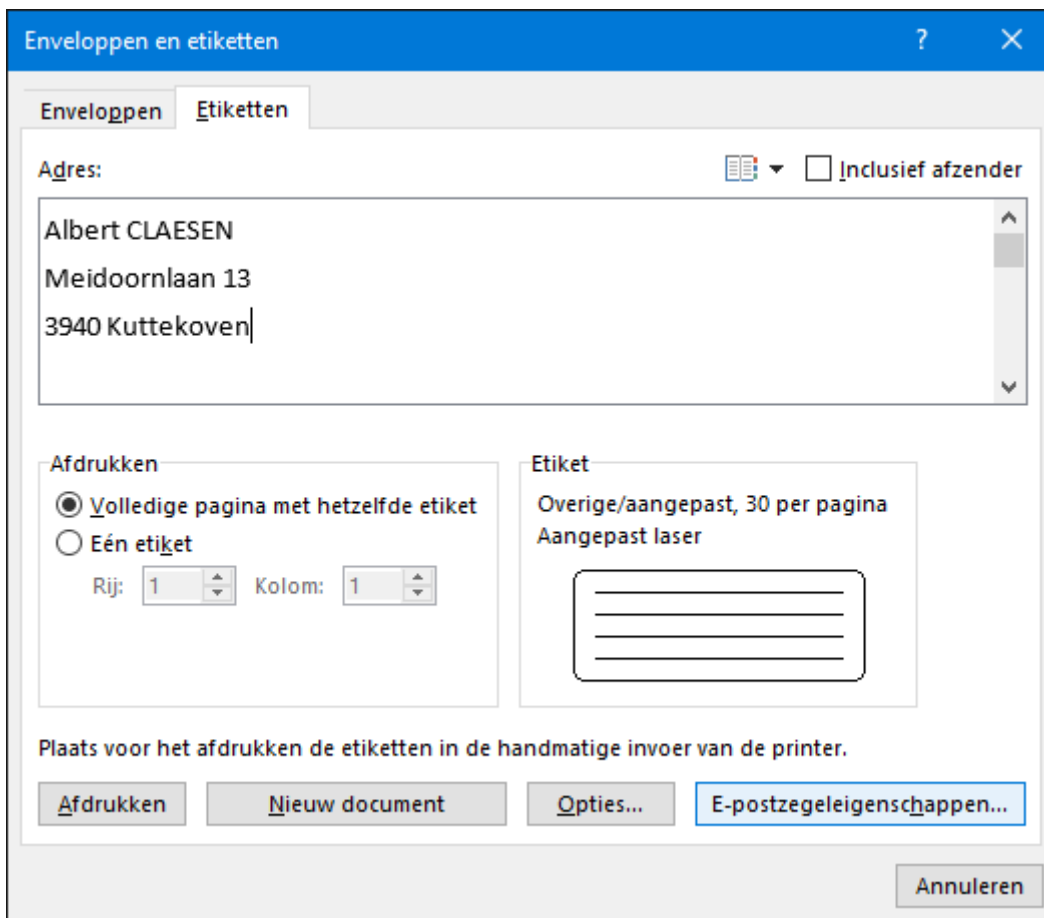 Enveloppen en etiketten
Enveloppen Etiketten
Adres: Inclusief afzender
Albert CLAESEN
Meidoornlaan 13
3940 Kuttekoven
Afdrukken
Volledige pagina met hetzelfde etiket
Eén etiket
Rij: 1 Kolom: 1
Etiket
Overige/aangepast, 30 per pagina
Aangepast laser
Plaats voor het afdrukken de etiketten in de handmatige invoer van de printer.
Afdrukken Nieuw document Opties... E-postzegeleigenschappen...
Annuleren